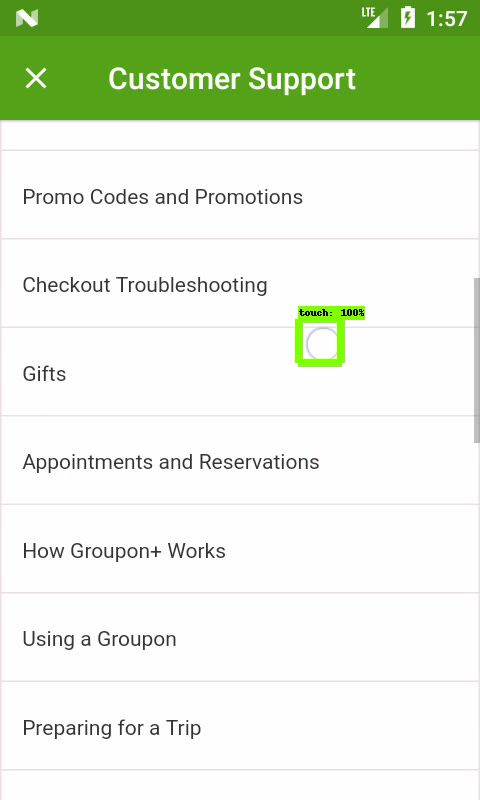 LTE 1:57
Customer Support
Promo Codes and Promotions
Checkout Troubleshooting
touch: 100%
Gifts
Appointments and Reservations
How Groupon+ Works
Using a Groupon
Preparing for a Trip